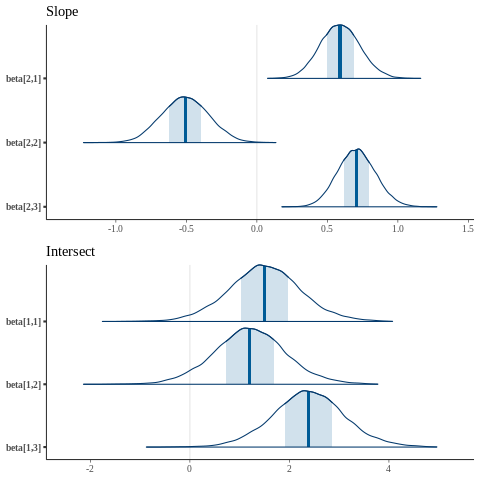 Slope
beta[2,1]
beta[2,2]
beta[2,3]
-1.0 -0.5 0.0 0.5 1.0 1.5
Intersect
beta[1,1]
beta[1,2]
beta[1,3]
-2 0 2 4